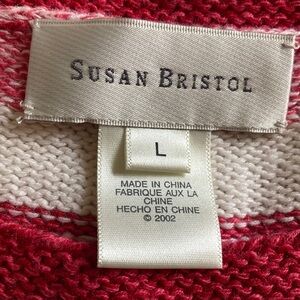 SUSAN BRISTOL
L
MADE IN CHINA
FABRIQUE AUX LA
CHINE
HECHO EN CHINE
© 2002